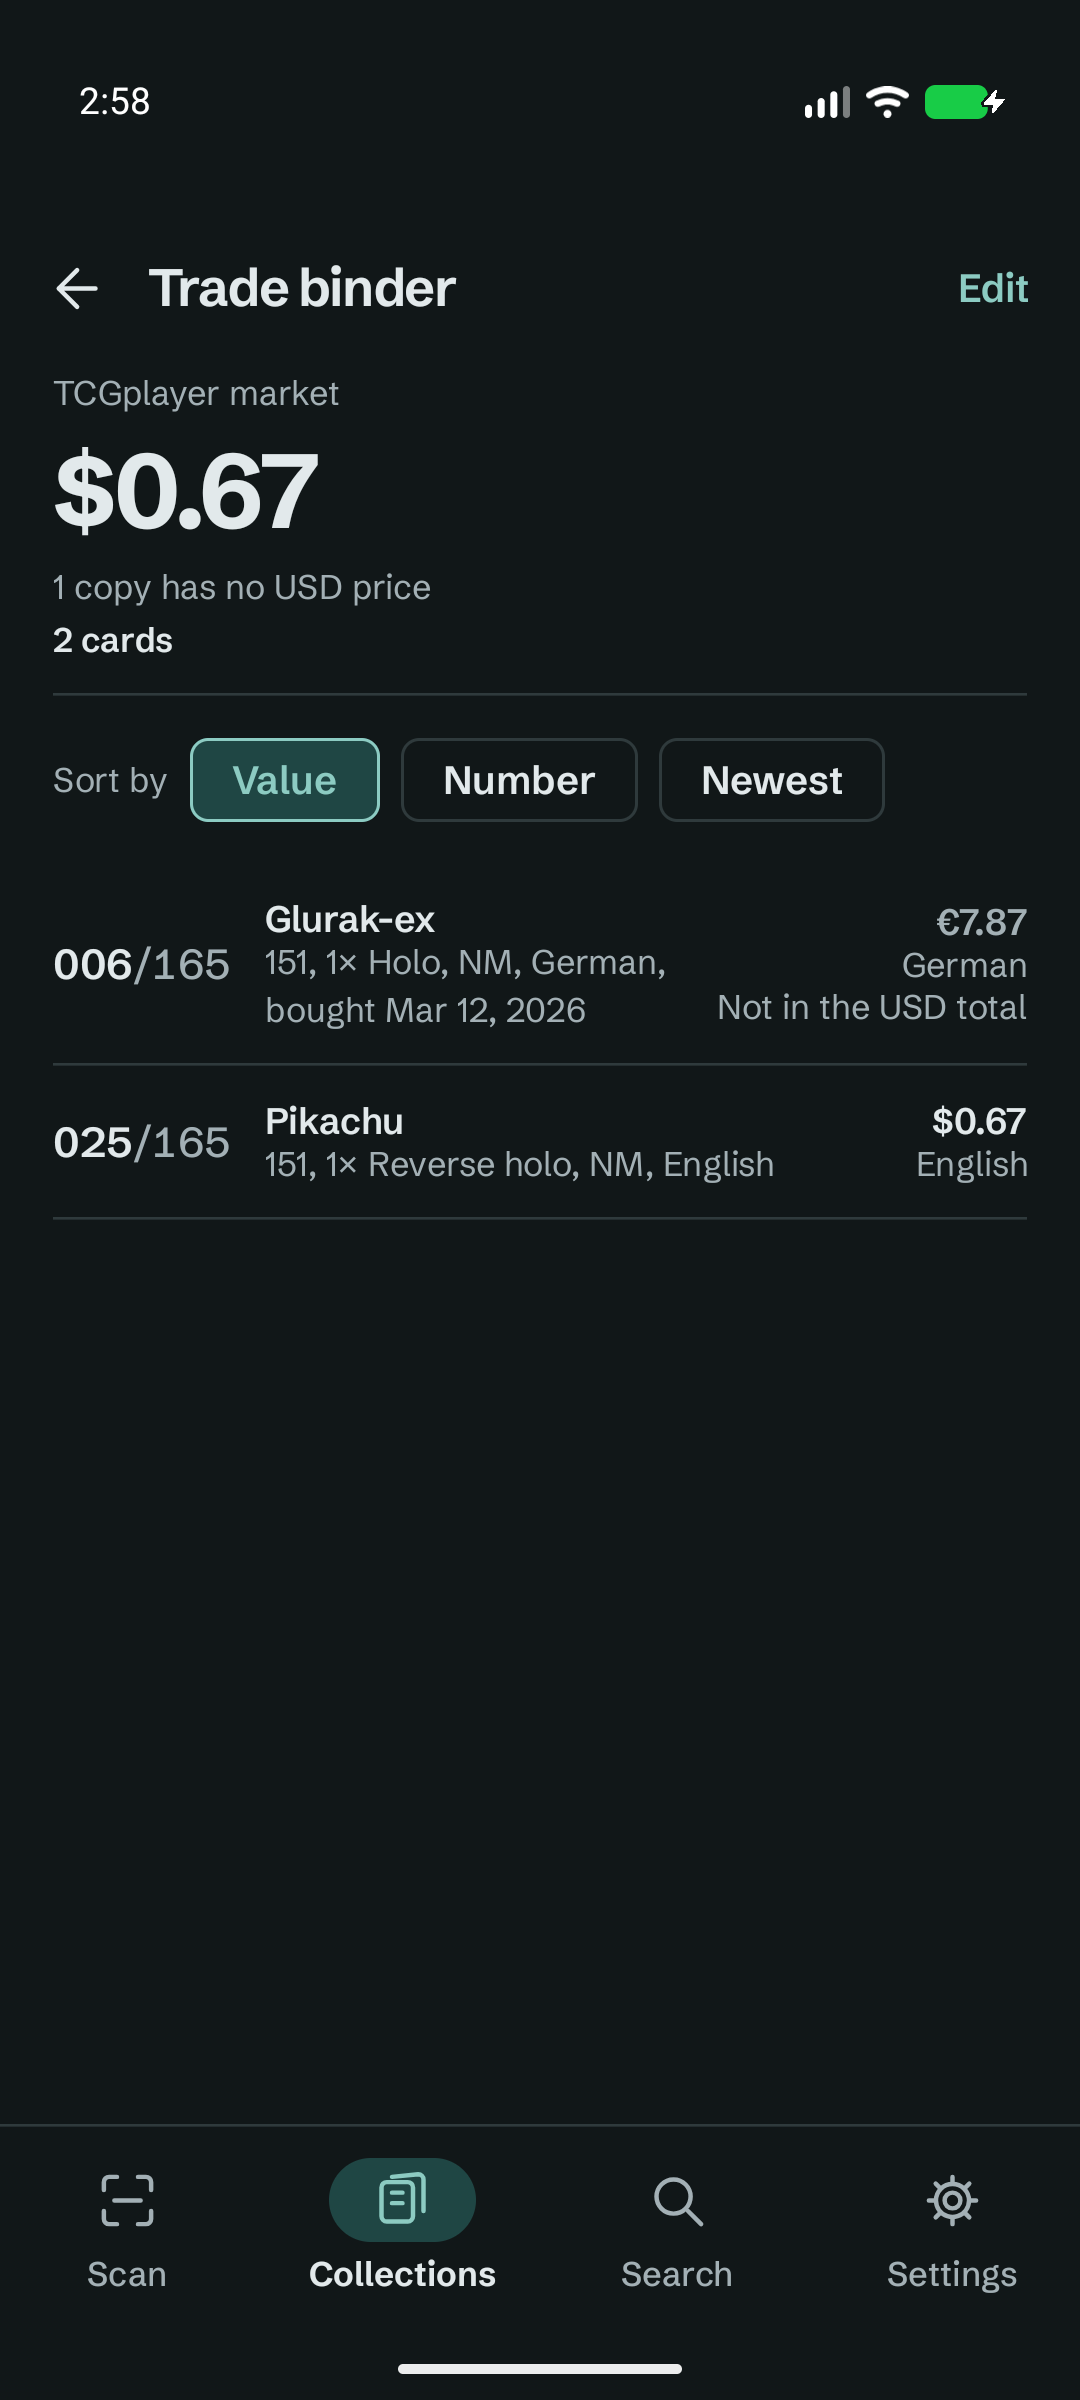 2:58
Trade binder
Edit
TCGplayer market
$0.67
1 copy has no USD price
2 cards
Sort by
Value
Number
Newest
006/165
Glurak-ex
151, 1× Holo, NM, German,
bought Mar 12, 2026
€7.87
German
Not in the USD total
025/165
Pikachu
151, 1× Reverse holo, NM, English
$0.67
English
Scan
Collections
Search
Settings